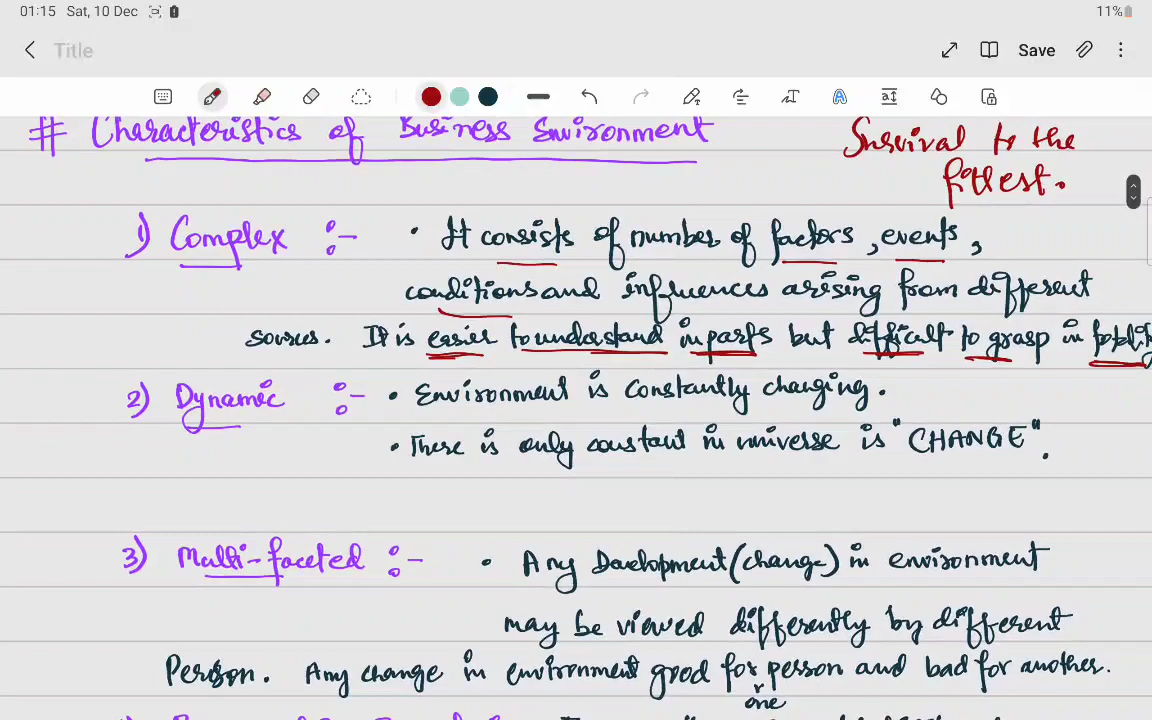 01:15 Sat, 10 Dec 11%
Title Save
# Characteristics of Business Environment
Survival to the
fittest.
1) Complex :- • It consists of number of factors, events,
conditions and influences arising from different
sources. It is easier to understand in parts but difficult to grasp in totality
2) Dynamic :- • Environment is constantly changing.
• There is only constant in universe is "CHANGE".
3) Multi-faceted :- • Any Development (change) in environment
may be viewed differently by different
Person. Any change in environment good for person and bad for another.
one